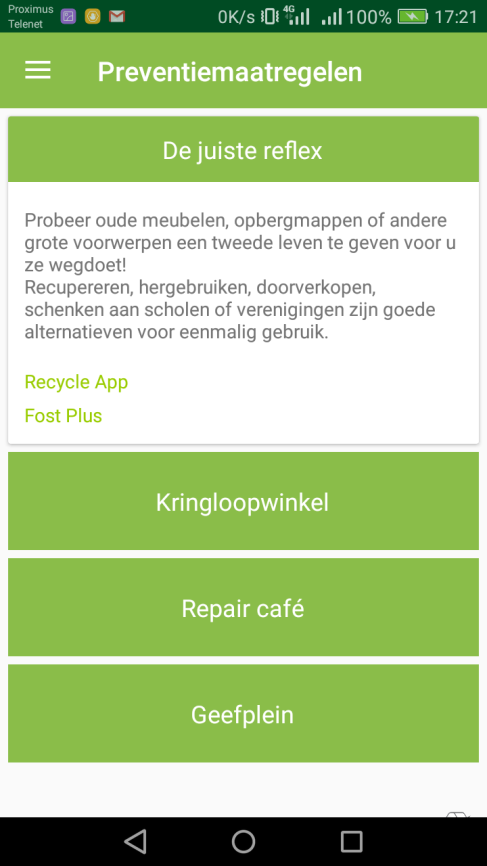 Proximus
Telenet
0K/s 4G 100% 17:21
Preventiemaatregelen
De juiste reflex
Probeer oude meubelen, opbergmappen of andere
grote voorwerpen een tweede leven te geven voor u
ze wegdoet!
Recupereren, hergebruiken, doorverkopen,
schenken aan scholen of verenigingen zijn goede
alternatieven voor eenmalig gebruik.
Recycle App
Fost Plus
Kringloopwinkel
Repair café
Geefplein